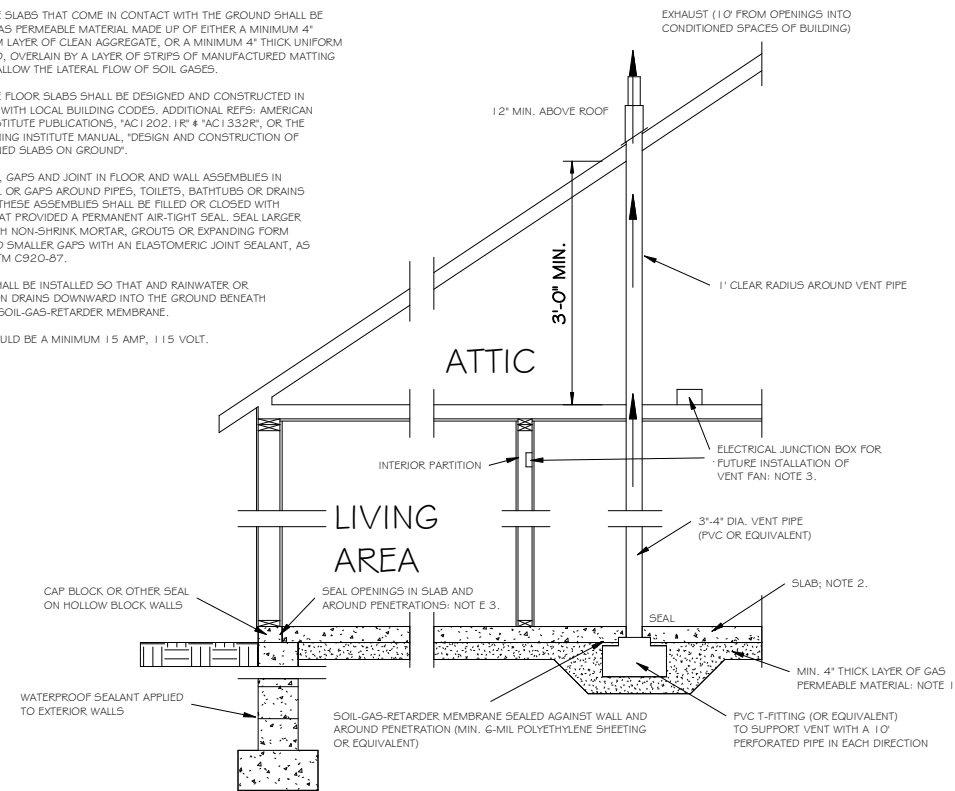 E SLABS THAT COME IN CONTACT WITH THE GROUND SHALL BE
AS PERMEABLE MATERIAL MADE UP OF EITHER A MINIMUM 4"
M LAYER OF CLEAN AGGREGATE, OR A MINIMUM 4" THICK UNIFORM
D, OVERLAIN BY A LAYER OF STRIPS OF MANUFACTURED MATTING
ALLOW THE LATERAL FLOW OF SOIL GASES.
E FLOOR SLABS SHALL BE DESIGNED AND CONSTRUCTED IN
WITH LOCAL BUILDING CODES. ADDITIONAL REFS: AMERICAN
STITUTE PUBLICATIONS, "AC1202.1R" & "AC1332R", OR THE
NING INSTITUTE MANUAL, "DESIGN AND CONSTRUCTION OF
NED SLABS ON GROUND".
, GAPS AND JOINT IN FLOOR AND WALL ASSEMBLIES IN
L OR GAPS AROUND PIPES, TOILETS, BATHTUBS OR DRAINS
THESE ASSEMBLIES SHALL BE FILLED OR CLOSED WITH
AT PROVIDED A PERMANENT AIR-TIGHT SEAL. SEAL LARGER
H NON-SHRINK MORTAR, GROUTS OR EXPANDING FORM
D SMALLER GAPS WITH AN ELASTOMERIC JOINT SEALANT, AS
TM C920-87.
HALL BE INSTALLED SO THAT AND RAINWATER OR
ON DRAINS DOWNWARD INTO THE GROUND BENEATH
SOIL-GAS-RETARDER MEMBRANE.
ULD BE A MINIMUM 15 AMP, 115 VOLT.
EXHAUST (10' FROM OPENINGS INTO
CONDITIONED SPACES OF BUILDING)
12" MIN. ABOVE ROOF
3'-0" MIN.
1' CLEAR RADIUS AROUND VENT PIPE
ATTIC
ELECTRICAL JUNCTION BOX FOR
FUTURE INSTALLATION OF
VENT FAN: NOTE 3.
INTERIOR PARTITION
LIVING
AREA
3"-4" DIA. VENT PIPE
(PVC OR EQUIVALENT)
CAP BLOCK OR OTHER SEAL
ON HOLLOW BLOCK WALLS
SEAL OPENINGS IN SLAB AND
AROUND PENETRATIONS: NOT E 3.
SLAB; NOTE 2.
SEAL
MIN. 4" THICK LAYER OF GAS
PERMEABLE MATERIAL: NOTE 1
WATERPROOF SEALANT APPLIED
TO EXTERIOR WALLS
SOIL-GAS-RETARDER MEMBRANE SEALED AGAINST WALL AND
AROUND PENETRATION (MIN. 6-MIL POLYETHYLENE SHEETING
OR EQUIVALENT)
PVC T-FITTING (OR EQUIVALENT)
TO SUPPORT VENT WITH A 10'
PERFORATED PIPE IN EACH DIRECTION